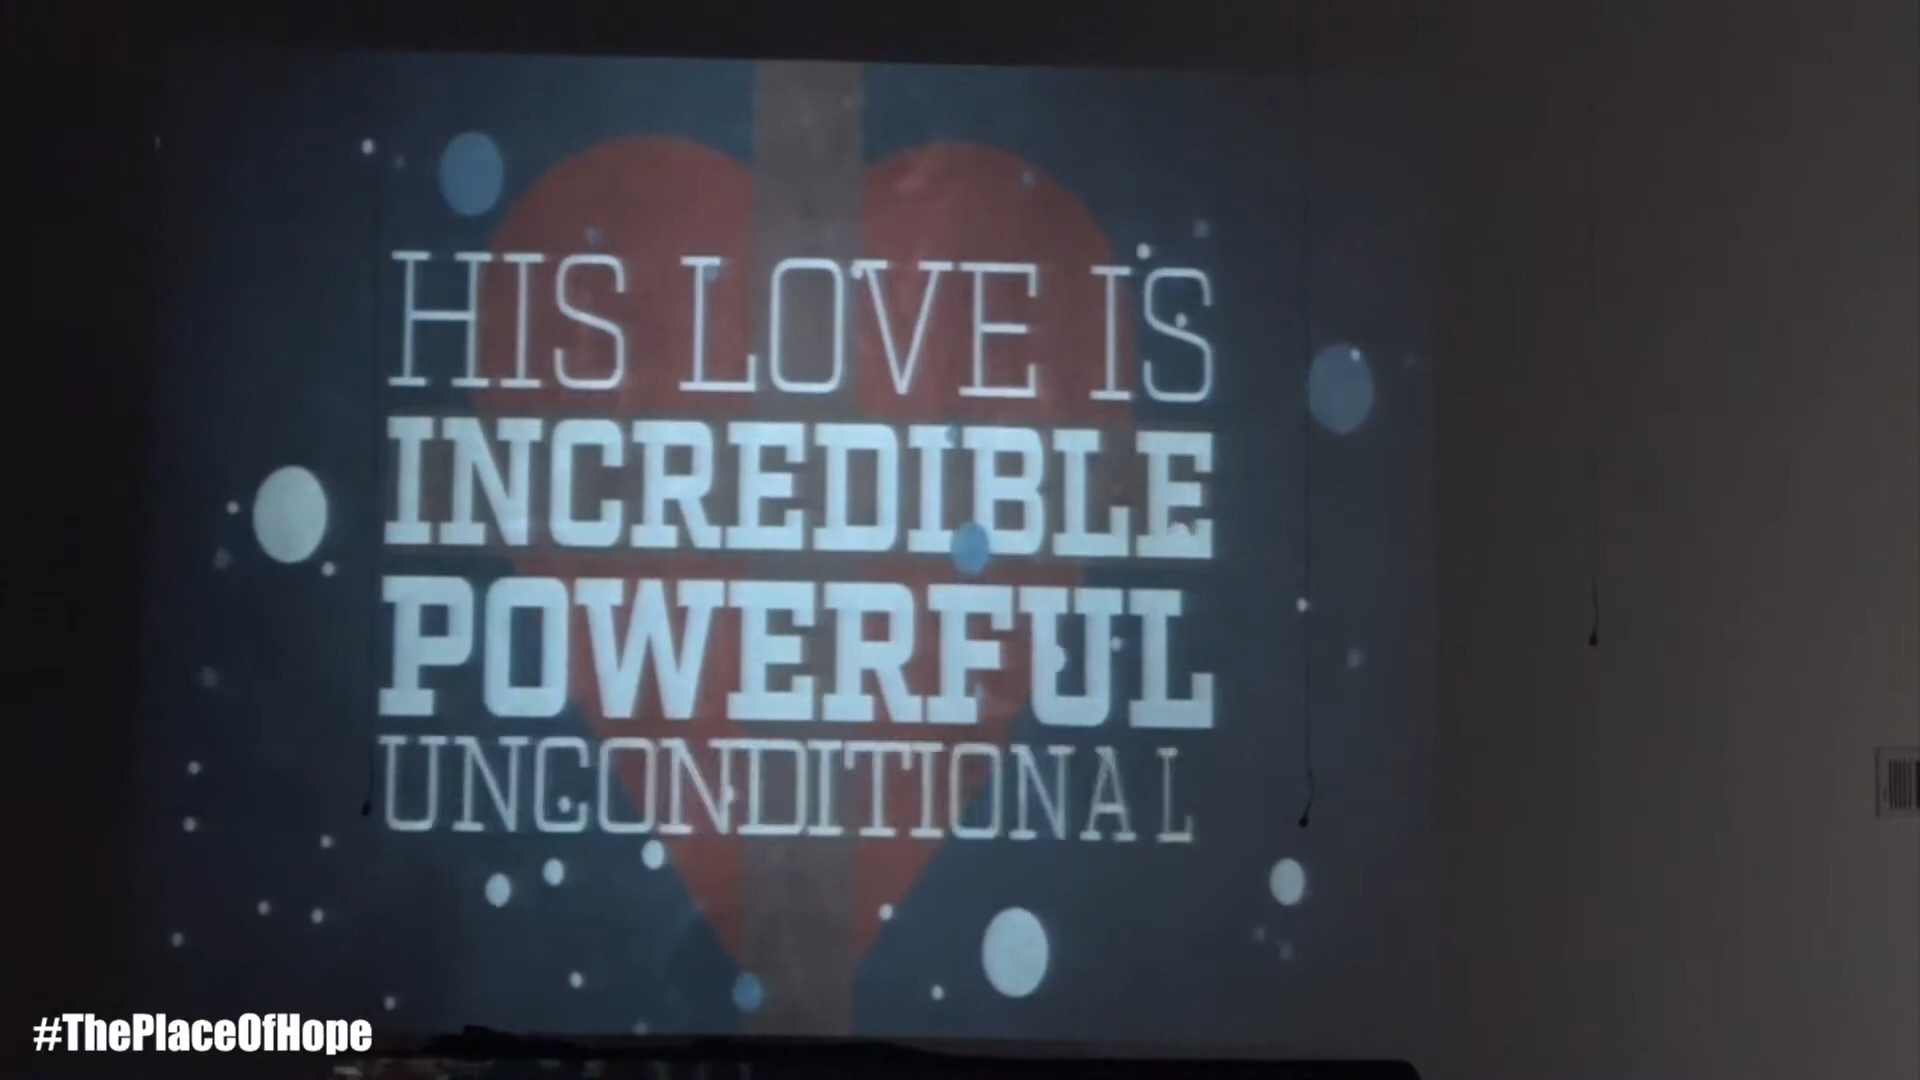 HIS LOVE IS
INCREDIBLE
POWERFUL
UNCONDITIONAL
#ThePlaceOfHope